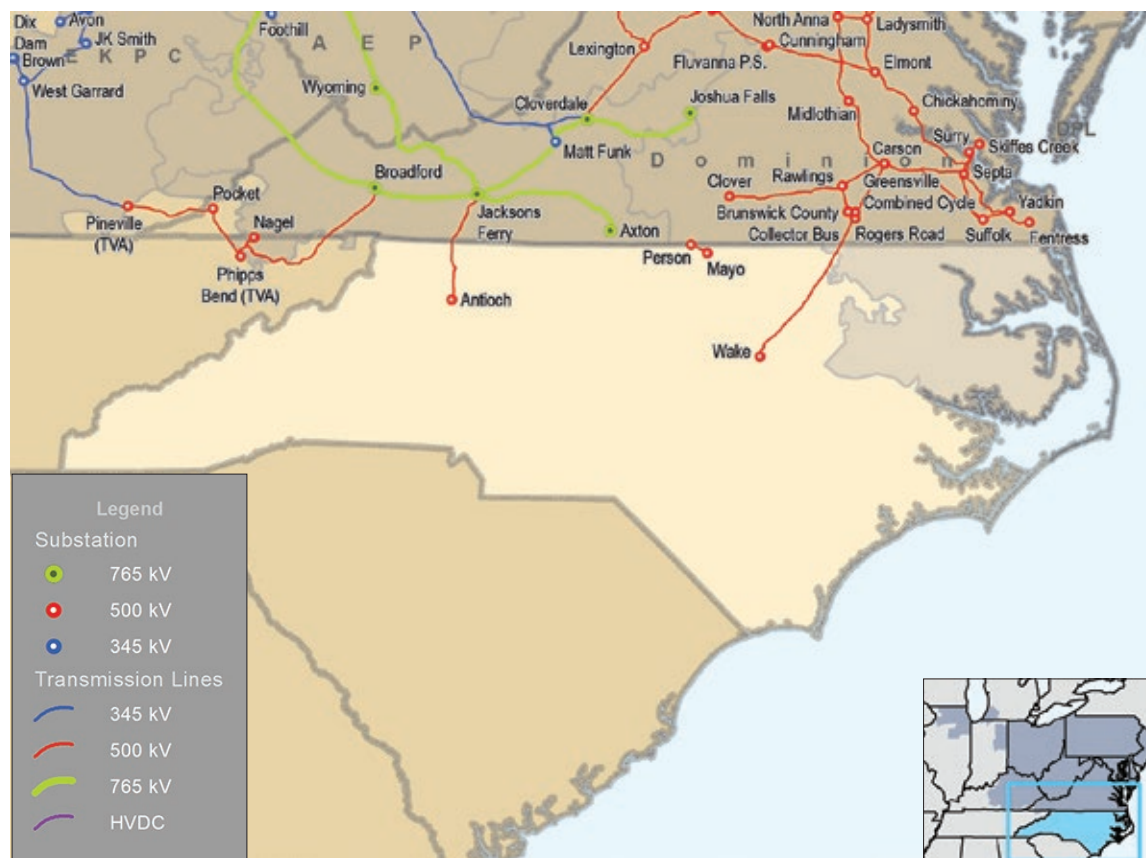 Dix
Avon
JK Smith
Dam
Brown
E K P C
West Garrard
Foothill
A E P
Wyoming
Lexington
North Anna
Ladysmith
Cunningham
Fluvanna P.S.
Elmont
Cloverdale
Joshua Falls
Midlothian
Chickahominy
Matt Funk
Surry
Skiffes Creek
DPL
Dominion
Carson
Septa
Broadford
Clover
Rawlings
Greensville
Combined Cycle
Yadkin
Pocket
Pineville
(TVA)
Nagel
Jacksons
Ferry
Axton
Brunswick County
Collector Bus
Rogers Road
Suffolk
Fentress
Phipps
Bend (TVA)
Person
Mayo
Antioch
Wake
Legend
Substation
765 kV
500 kV
345 kV
Transmission Lines
345 kV
500 kV
765 kV
HVDC